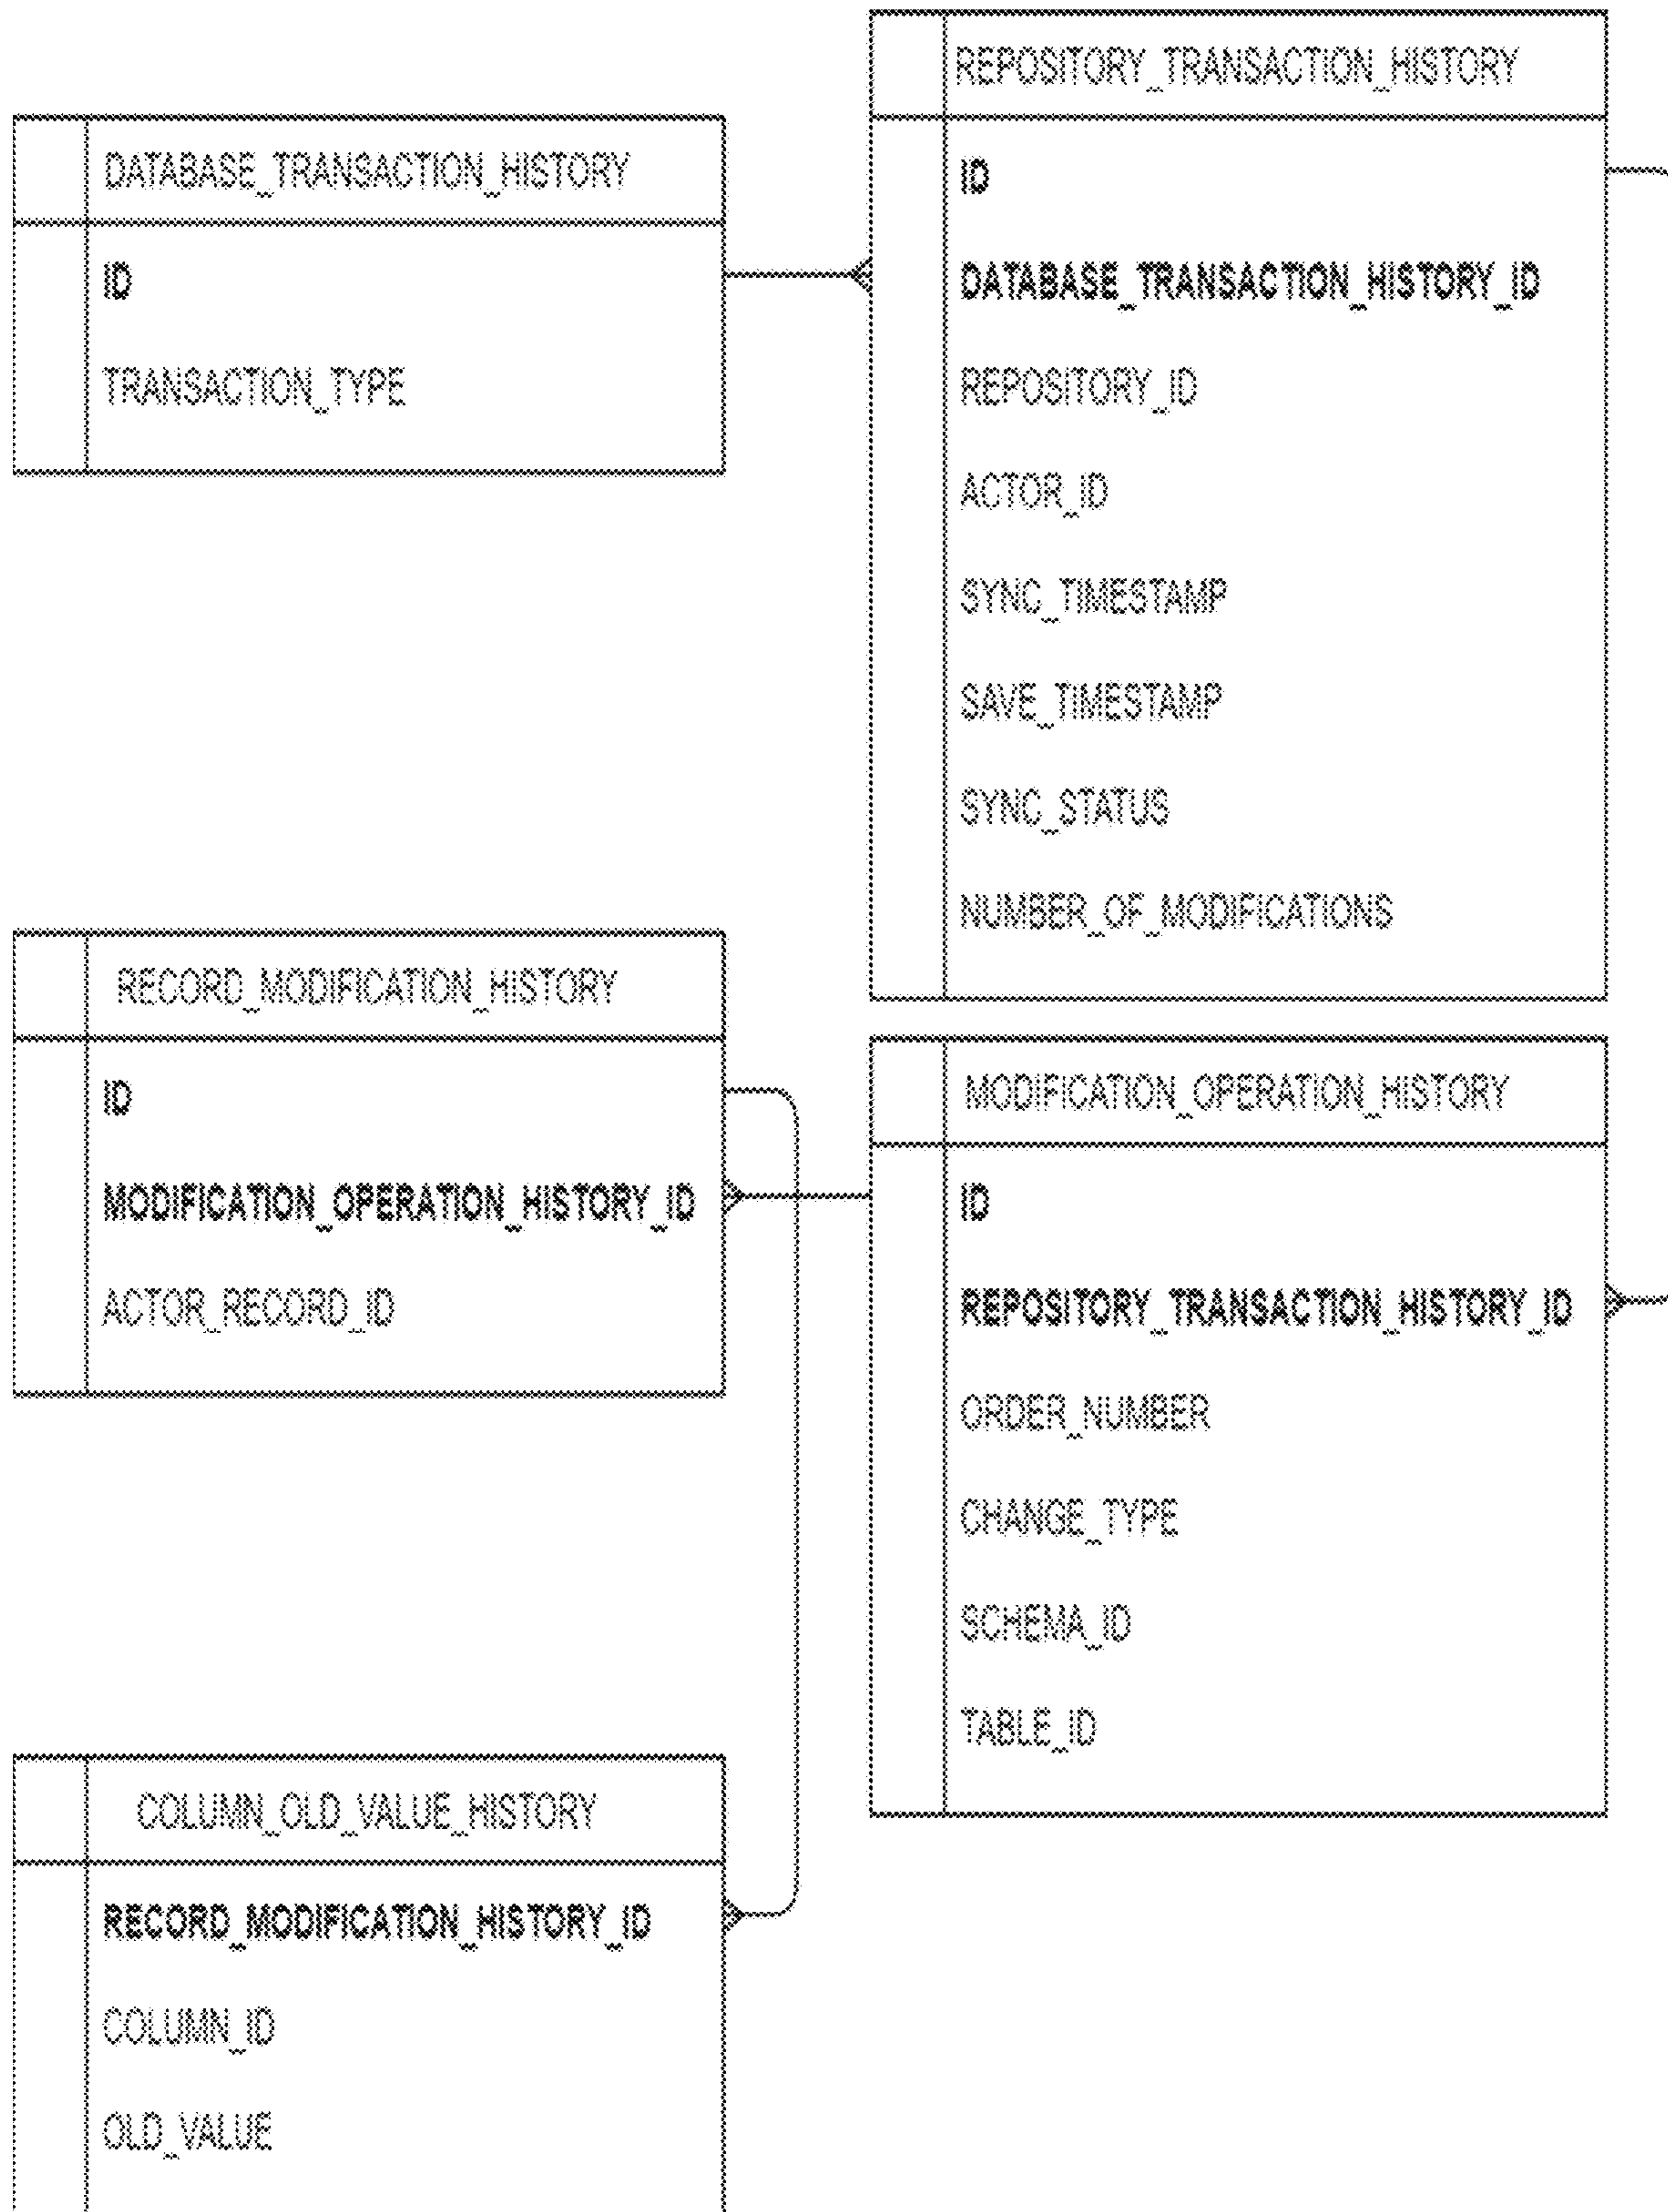 DATABASE_TRANSACTION_HISTORY
ID
TRANSACTION_TYPE
REPOSITORY_TRANSACTION_HISTORY
ID
DATABASE_TRANSACTION_HISTORY_ID
REPOSITORY_ID
ACTOR_ID
SYNC_TIMESTAMP
SAVE_TIMESTAMP
SYNC_STATUS
NUMBER_OF_MODIFICATIONS
RECORD_MODIFICATION_HISTORY
ID
MODIFICATION_OPERATION_HISTORY_ID
ACTOR_RECORD_ID
MODIFICATION_OPERATION_HISTORY
ID
REPOSITORY_TRANSACTION_HISTORY_ID
ORDER_NUMBER
CHANGE_TYPE
SCHEMA_ID
TABLE_ID
COLUMN_OLD_VALUE_HISTORY
RECORD_MODIFICATION_HISTORY_ID
COLUMN_ID
OLD_VALUE